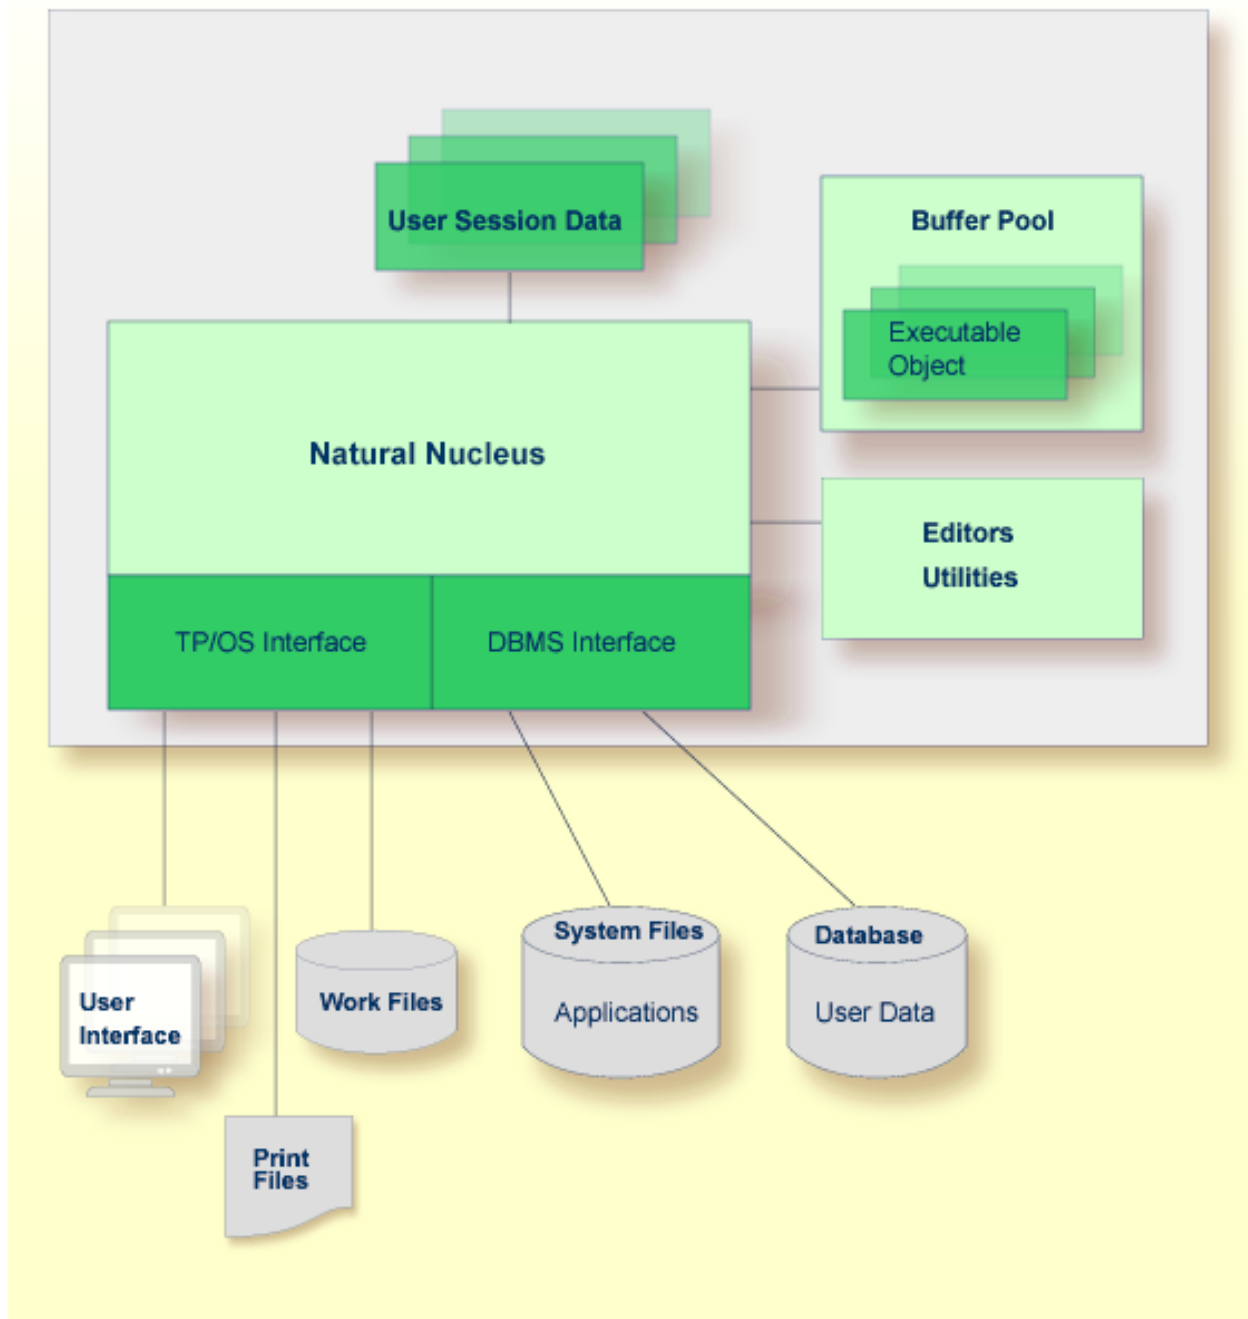 User Session Data
Buffer Pool
Executable
Object
Natural Nucleus
Editors
Utilities
TP/OS Interface
DBMS Interface
System Files
Database
User
Interface
Work Files
Applications
User Data
Print
Files